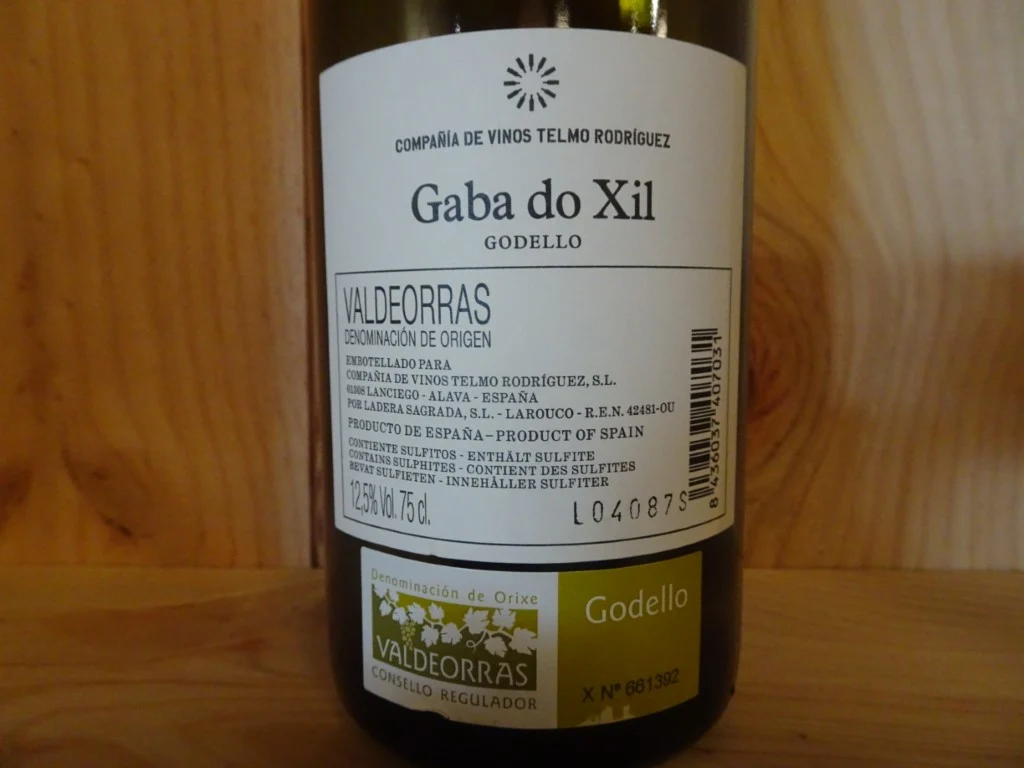 COMPAÑIA DE VINOS TELMO RODRÍGUEZ
Gaba do Xil
GODELLO
VALDEORRAS
DENOMINACIÓN DE ORIGEN
EMBOTELLADO PARA
COMPAÑÍA DE VINOS TELMO RODRÍGUEZ, S.L.
01308 LANCIEGO - ALAVA - ESPAÑA
POR LADERA SAGRADA, S.L. - LAROUCO - R.E.N. 42481-OU
PRODUCTO DE ESPAÑA – PRODUCT OF SPAIN
CONTIENTE SULFITOS - ENTHÄLT SULFITE
CONTAINS SULPHITES - CONTIENT DES SULFITES
BEVAT SULFIETEN - INNEHÅLLER SULFITER
12,5% Vol. 75 cl.
L04087S
8 436037 407031
Denominación de Orixe
VALDEORRAS
CONSELLO REGULADOR
Godello
X Nº 661392